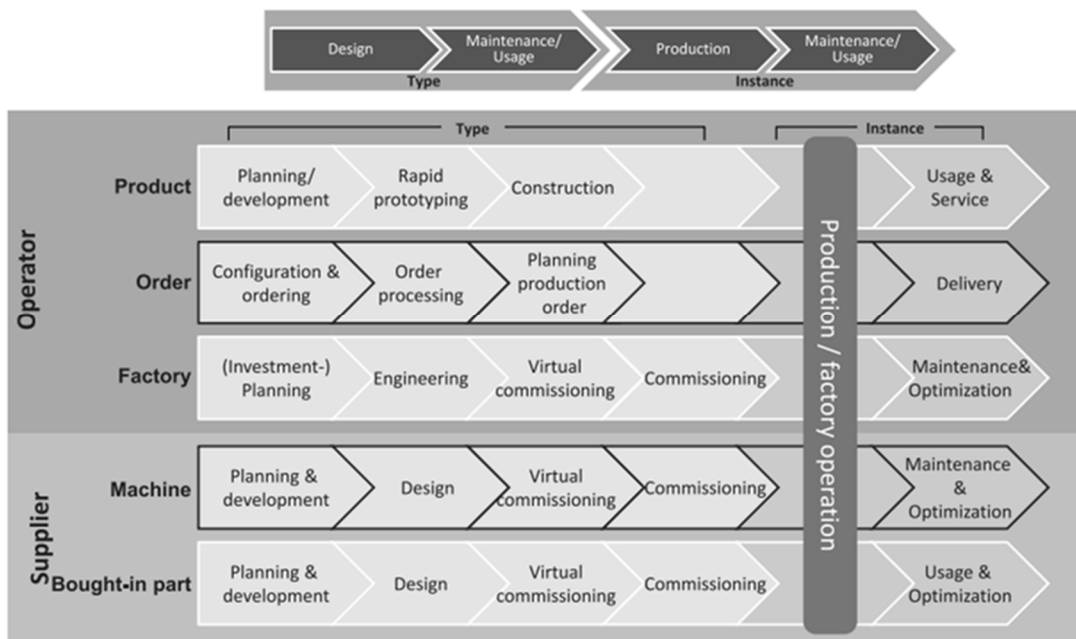 Design
Maintenance/
Usage
Production
Maintenance/
Usage
Type
Instance
Type
Instance
Operator
Product
Planning/
development
Rapid
prototyping
Construction
Usage &
Service
Order
Configuration &
ordering
Order
processing
Planning
production
order
Delivery
Factory
(Investment-)
Planning
Engineering
Virtual
commissioning
Commissioning
Maintenance&
Optimization
Production / factory operation
Supplier
Machine
Planning &
development
Design
Virtual
commissioning
Commissioning
Maintenance
&
Optimization
Bought-in part
Planning &
development
Design
Virtual
commissioning
Commissioning
Usage &
Optimization